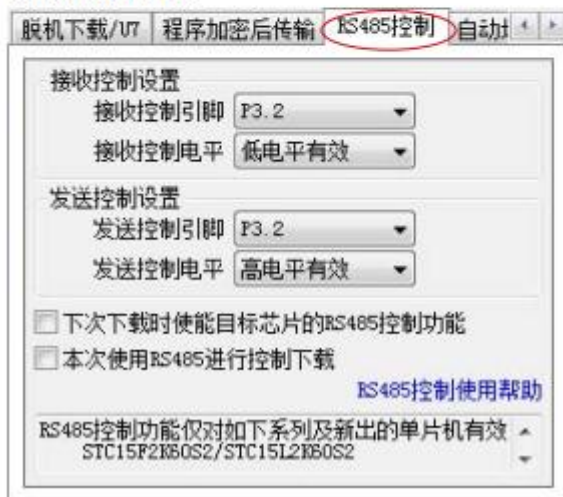 脱机下载/U7 程序加密后传输 RS485控制 自动
接收控制设置
接收控制引脚 P3.2
接收控制电平 低电平有效
发送控制设置
发送控制引脚 P3.2
发送控制电平 高电平有效
下次下载时使能目标芯片的RS485控制功能
本次使用RS485进行控制下载
RS485控制使用帮助
RS485控制功能仅对如下系列及新出的单片机有效
STC15F2K60S2/STC15L2K60S2